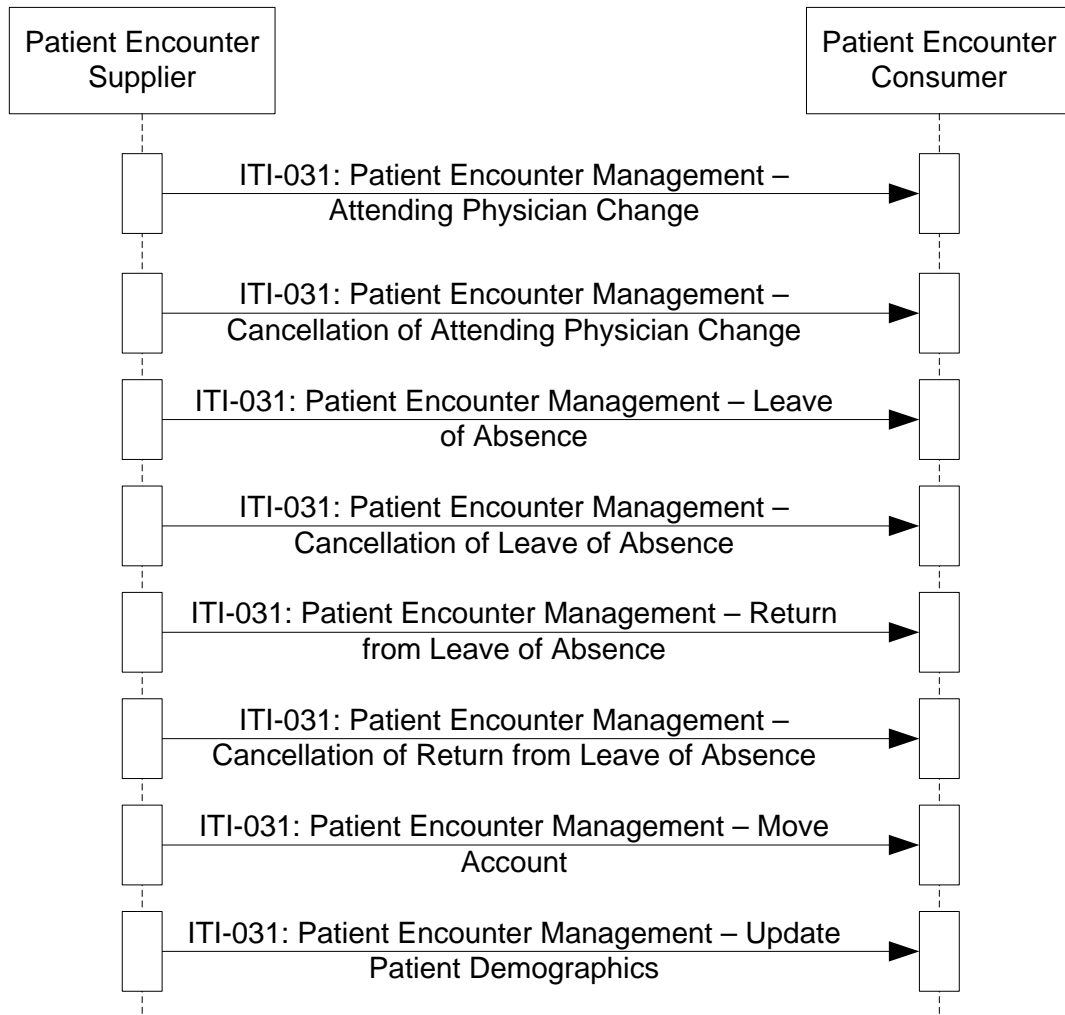 Patient Encounter
Supplier
Patient Encounter
Consumer
ITI-031: Patient Encounter Management –
Attending Physician Change
ITI-031: Patient Encounter Management –
Cancellation of Attending Physician Change
ITI-031: Patient Encounter Management – Leave
of Absence
ITI-031: Patient Encounter Management –
Cancellation of Leave of Absence
ITI-031: Patient Encounter Management – Return
from Leave of Absence
ITI-031: Patient Encounter Management –
Cancellation of Return from Leave of Absence
ITI-031: Patient Encounter Management – Move
Account
ITI-031: Patient Encounter Management – Update
Patient Demographics